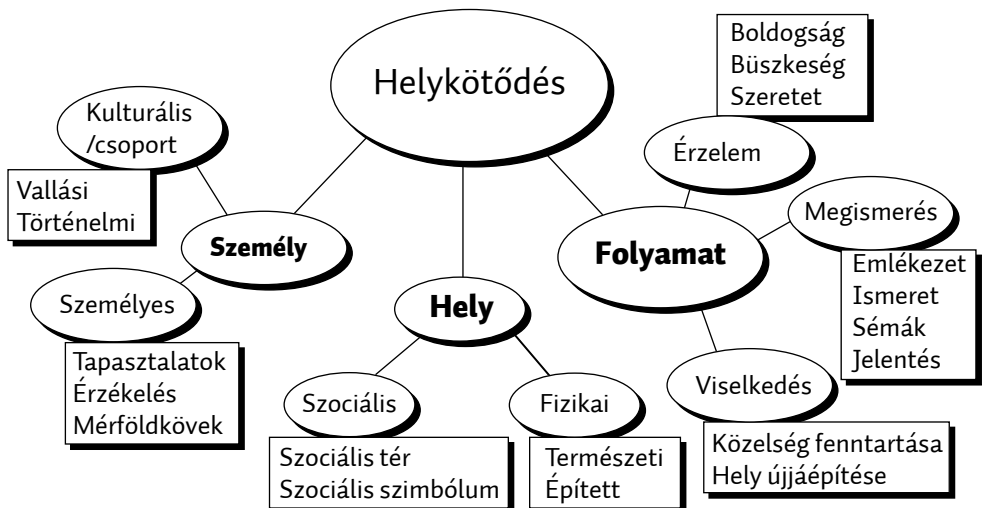 Helykötődés
Kulturális
/csoport
Vallási
Történelmi
Személy
Személyes
Tapasztalatok
Érzékelés
Mérföldkövek
Hely
Szociális
Szociális tér
Szociális szimbólum
Fizikai
Természeti
Épített
Folyamat
Boldogság
Büszkeség
Szeretet
Érzelem
Megismerés
Emlékezet
Ismeret
Sémák
Jelentés
Viselkedés
Közelség fenntartása
Hely újjáépítése